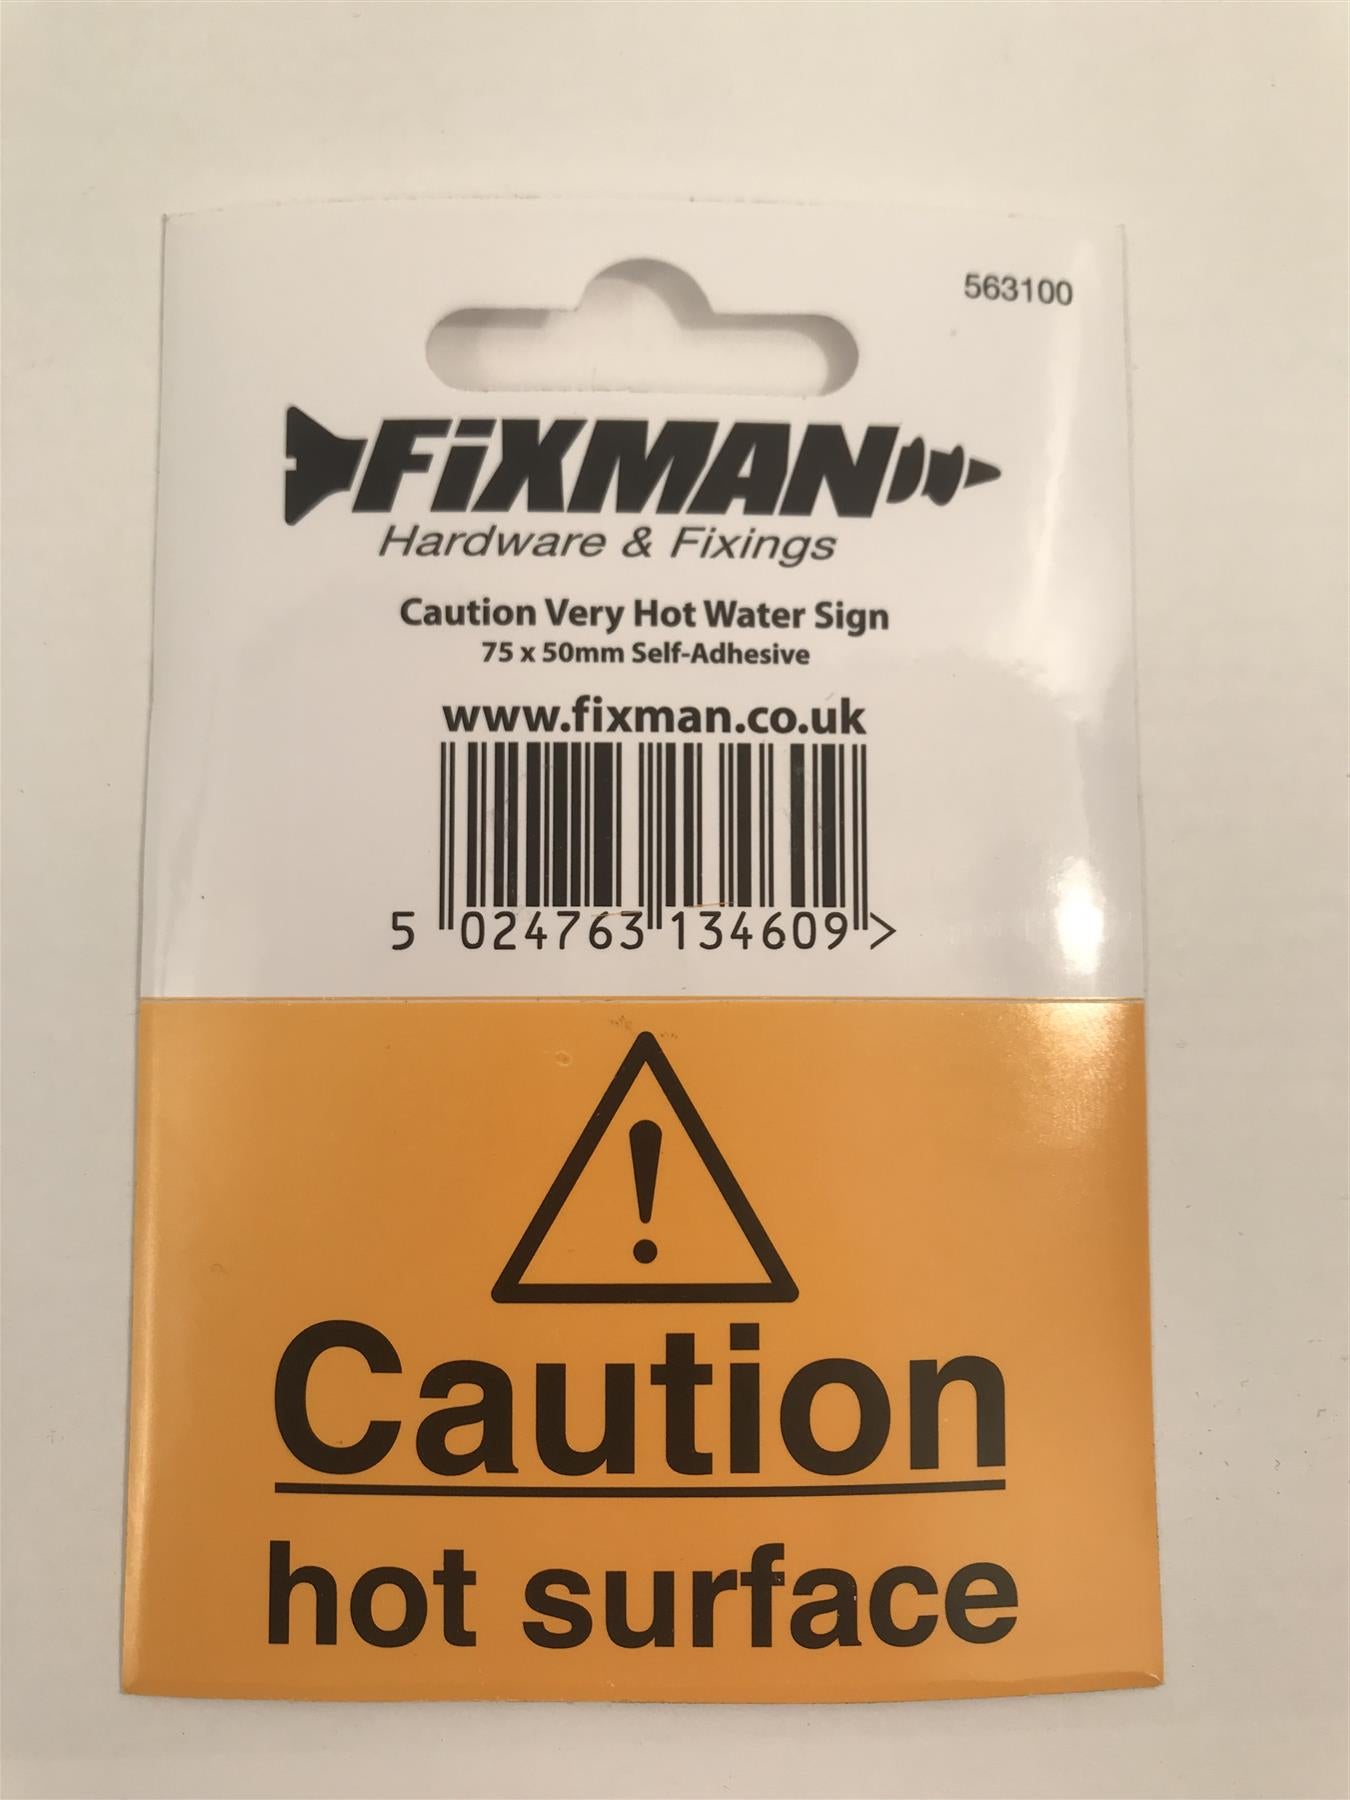 563100
FiXMAN
Hardware & Fixings
Caution Very Hot Water Sign
75 x 50mm Self-Adhesive
www.fixman.co.uk
5 024763 134609 >
!
Caution
hot surface